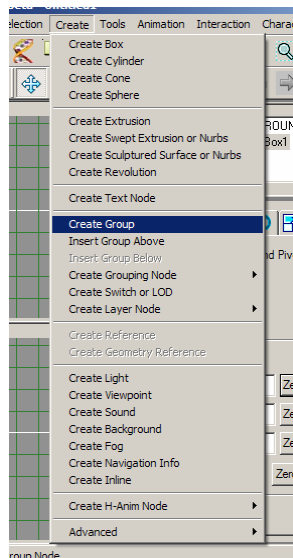 election Create Tools Animation Interaction Charac
Create Box
Create Cylinder
Create Cone
Create Sphere
Create Extrusion
ROUN
Create Swept Extrusion or Nurbs
Box1
Create Sculptured Surface or Nurbs
Create Revolution
Create Text Node
Create Group
Insert Group Above
nd Piv
Insert Group Below
Create Grouping Node
Create Switch or LOD
Create Layer Node
Create Reference
Create Geometry Reference
Create Light
Ze
Create Viewpoint
Create Sound
Ze
Create Background
Create Fog
Ze
Create Navigation Info
Zer
Create Inline
Create H-Anim Node
Advanced
roup Node